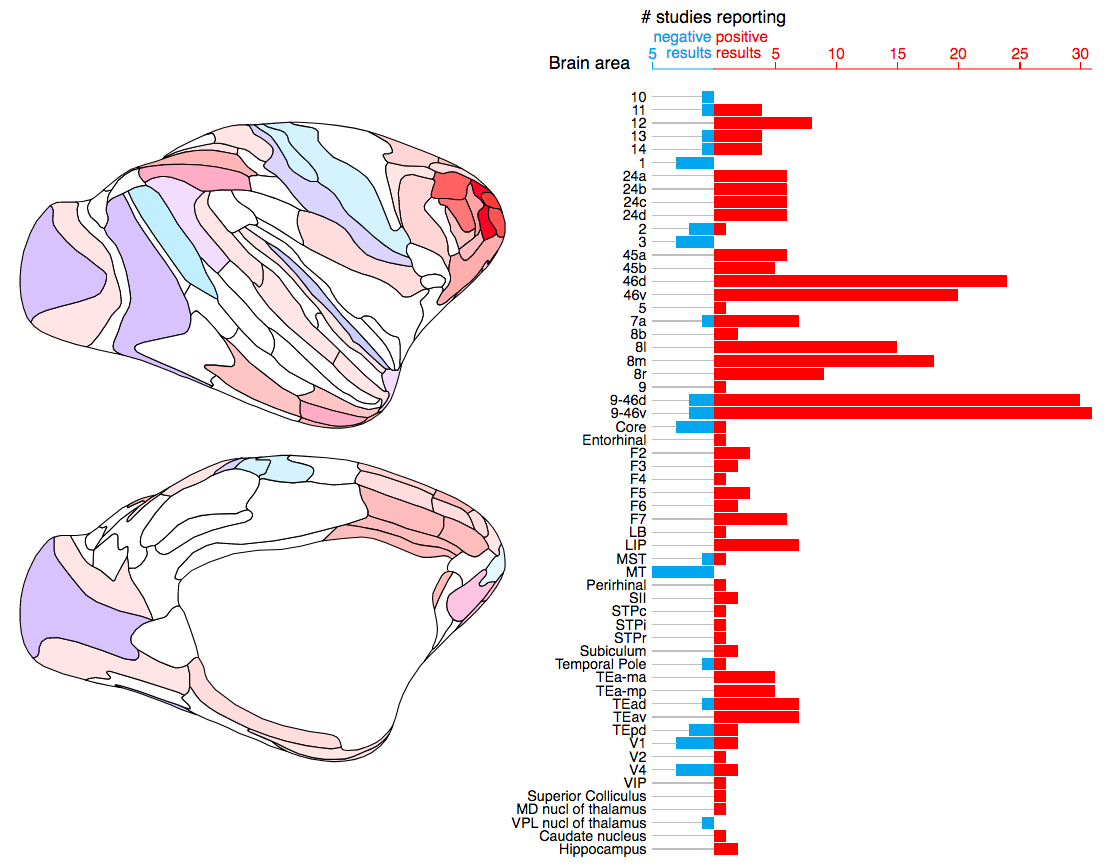 # studies reporting
negative positive
5 results results 5 10 15 20 25 30
Brain area
10
11
12
13
14
1
24a
24b
24c
24d
2
3
45a
45b
46d
46v
5
7a
8b
8l
8m
8r
9
9-46d
9-46v
Core
Entorhinal
F2
F3
F4
F5
F6
F7
LB
LIP
MST
MT
Perirhinal
SII
STPc
STPi
STPr
Subiculum
Temporal Pole
TEa-ma
TEa-mp
TEad
TEav
TEpd
V1
V2
V4
VIP
Superior Colliculus
MD nucl of thalamus
VPL nucl of thalamus
Caudate nucleus
Hippocampus